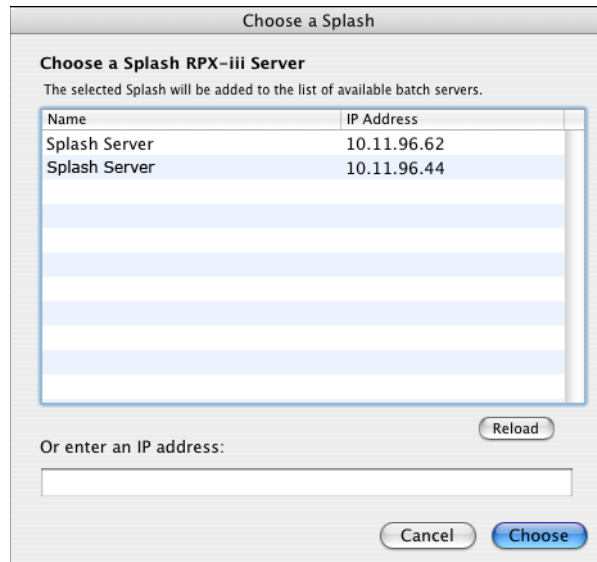 Choose a Splash
Choose a Splash RPX-iii Server
The selected Splash will be added to the list of available batch servers.
Name IP Address
Splash Server 10.11.96.62
Splash Server 10.11.96.44
Reload
Or enter an IP address:
Cancel Choose